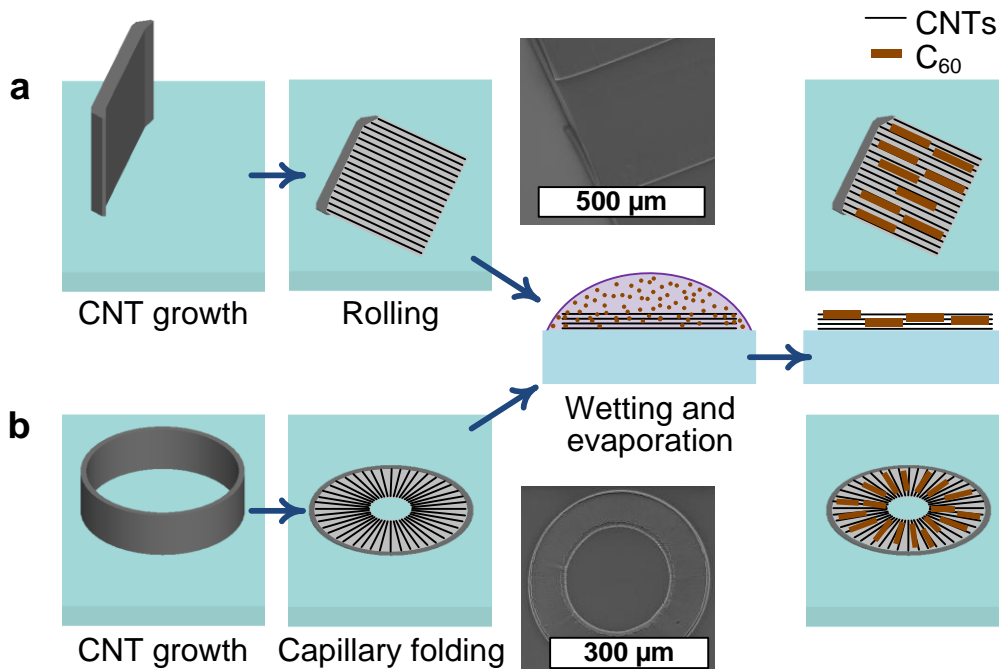 CNTs
C₆₀
a
500 µm
CNT growth
Rolling
Wetting and
evaporation
b
CNT growth
Capillary folding
300 µm